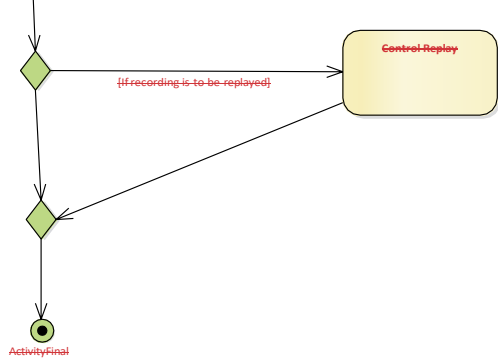 Control Replay
[If recording is to be replayed]
ActivityFinal